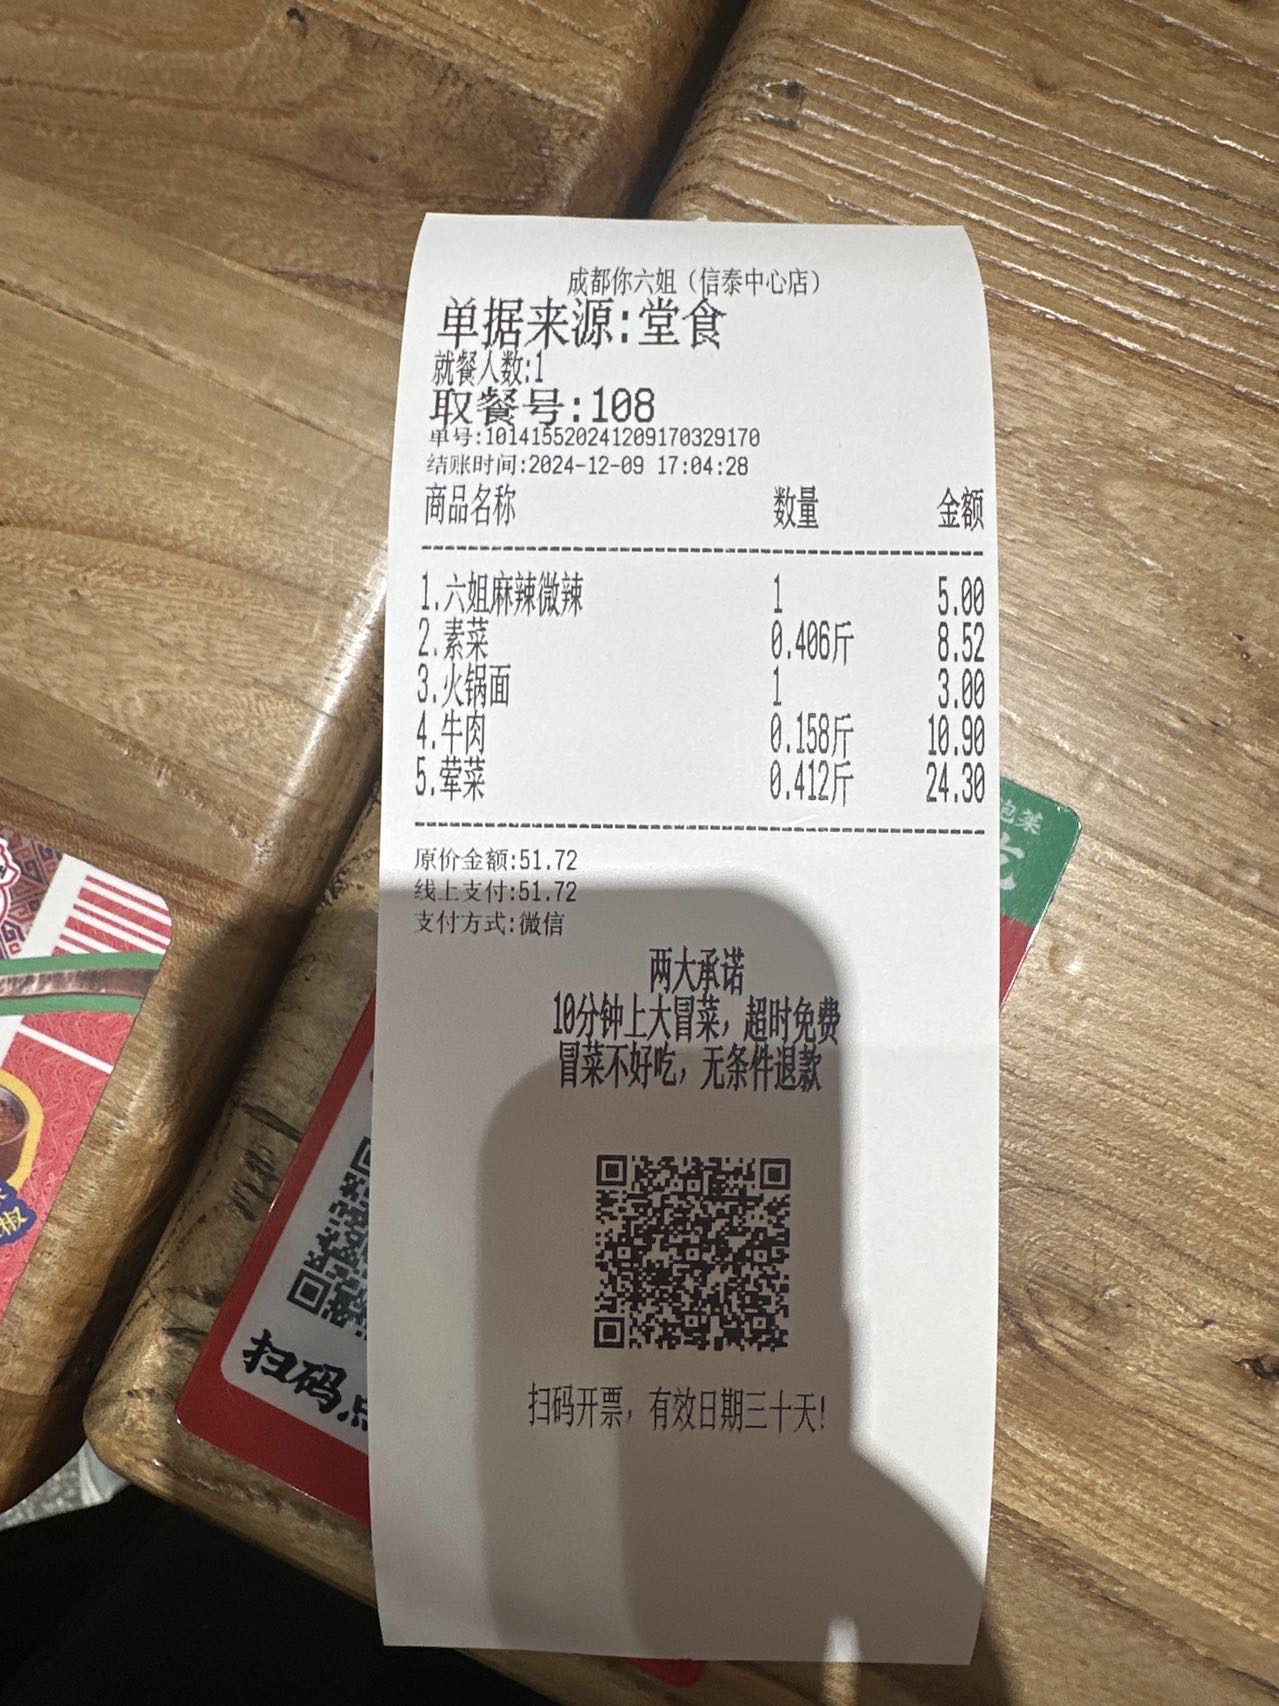 成都你六姐（信泰中心店）
单据来源:堂食
就餐人数:1
取餐号:108
单号:1014155202412091703​29170
结账时间:2024-12-09 17:04:28
商品名称 数量 金额
1.六姐麻辣微辣 1 5.00
2.素菜 0.406斤 8.52
3.火锅面 1 3.00
4.牛肉 0.158斤 10.90
5.荤菜 0.412斤 24.30
原价金额:51.72
线上支付:51.72
支付方式:微信
两大承诺
10分钟上大冒菜，超时免费
冒菜不好吃，无条件退款
扫码开票，有效日期三十天!
扫码
泡菜
椒